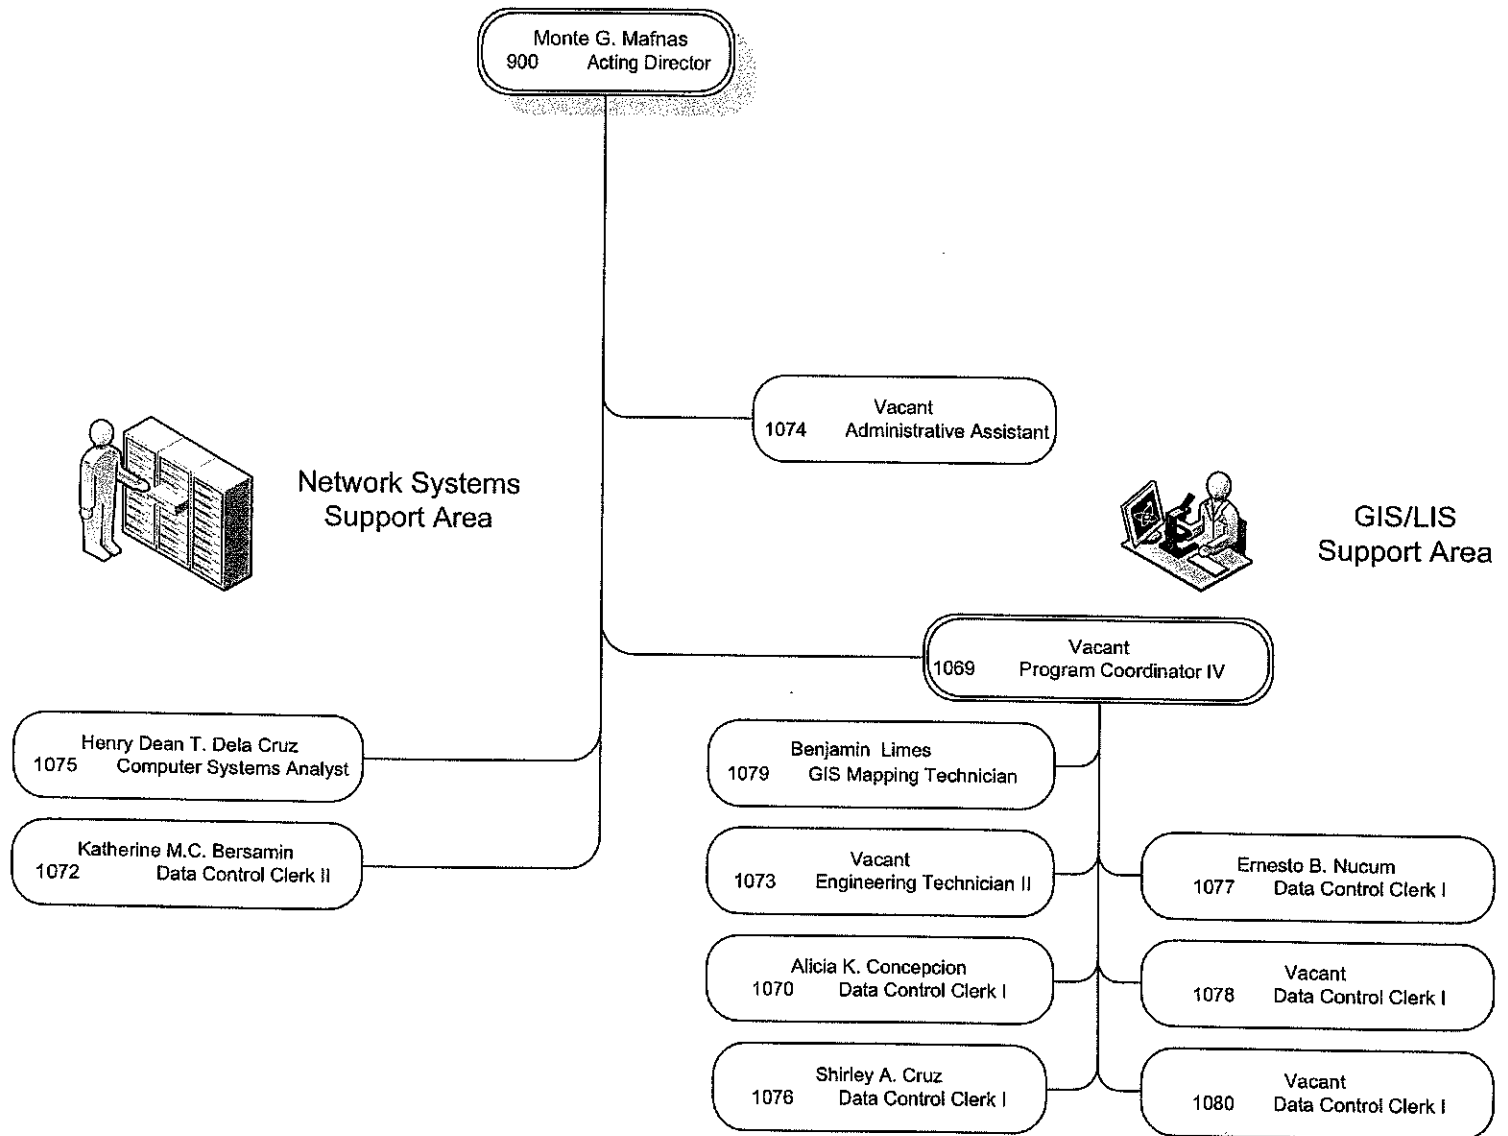 Monte G. Mafnas
900 Acting Director
Vacant
1074 Administrative Assistant
Network Systems
Support Area
GIS/LIS
Support Area
Vacant
1069 Program Coordinator IV
Henry Dean T. Dela Cruz
1075 Computer Systems Analyst
Katherine M.C. Bersamin
1072 Data Control Clerk II
Benjamin Limes
1079 GIS Mapping Technician
Vacant
1073 Engineering Technician II
Ernesto B. Nucum
1077 Data Control Clerk I
Alicia K. Concepcion
1070 Data Control Clerk I
Vacant
1078 Data Control Clerk I
Shirley A. Cruz
1076 Data Control Clerk I
Vacant
1080 Data Control Clerk I